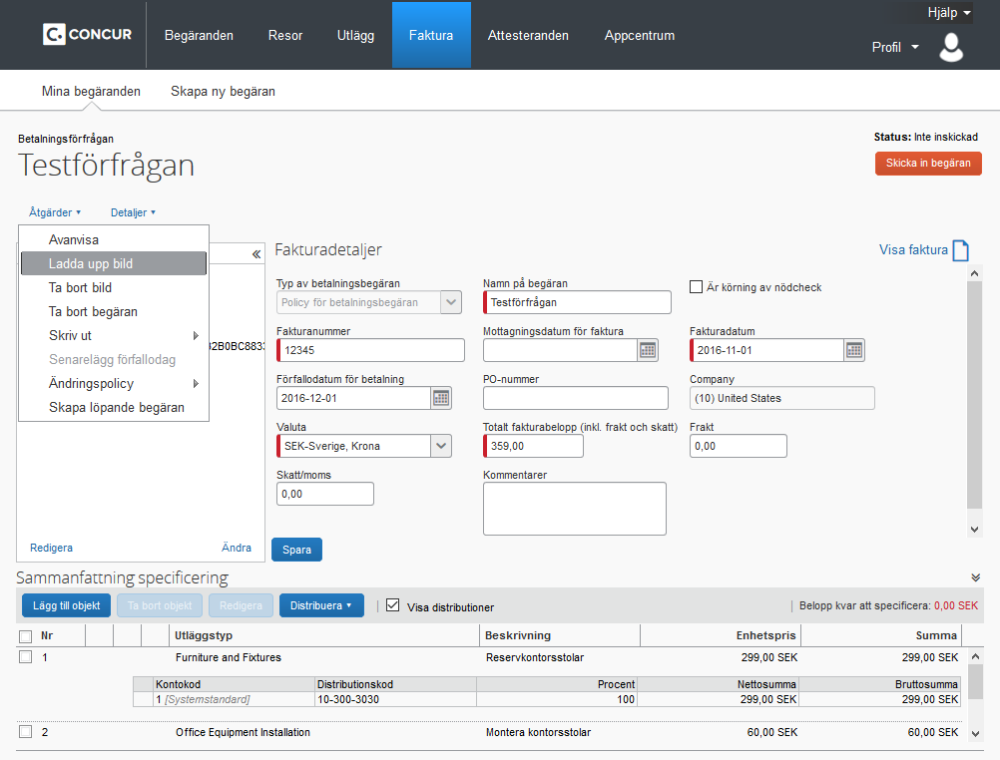 Hjälp
CONCUR
Begäranden
Resor
Utlägg
Faktura
Attesteranden
Appcentrum
Profil
Mina begäranden
Skapa ny begäran
Betalningsförfrågan
Testförfrågan
Status: Inte inskickad
Skicka in begäran
Åtgärder
Detaljer
Avanvisa
Ladda upp bild
Ta bort bild
Ta bort begäran
Skriv ut
Senarelägg förfallodag
Ändringspolicy
Skapa löpande begäran
Redigera
Ändra
Fakturadetaljer
Visa faktura
Typ av betalningsbegäran
Policy för betalningsbegäran
Namn på begäran
Testförfrågan
Är körning av nödcheck
Fakturanummer
12345
Mottagningsdatum för faktura
Fakturadatum
2016-11-01
Förfallodatum för betalning
2016-12-01
PO-nummer
Company
(10) United States
Valuta
SEK-Sverige, Krona
Totalt fakturabelopp (inkl. frakt och skatt)
359,00
Frakt
0,00
Skatt/moms
0,00
Kommentarer
Spara
Sammanfattning specificering
Lägg till objekt
Ta bort objekt
Redigera
Distribuera
Visa distributioner
Belopp kvar att specificera: 0,00 SEK
Nr Utläggstyp Beskrivning Enhetspris Summa
1 Furniture and Fixtures Reservkontorsstolar 299,00 SEK 299,00 SEK
Kontokod Distributionskod Procent Nettosumma Bruttosumma
1 [Systemstandard] 10-300-3030 100 299,00 SEK 299,00 SEK
2 Office Equipment Installation Montera kontorsstolar 60,00 SEK 60,00 SEK